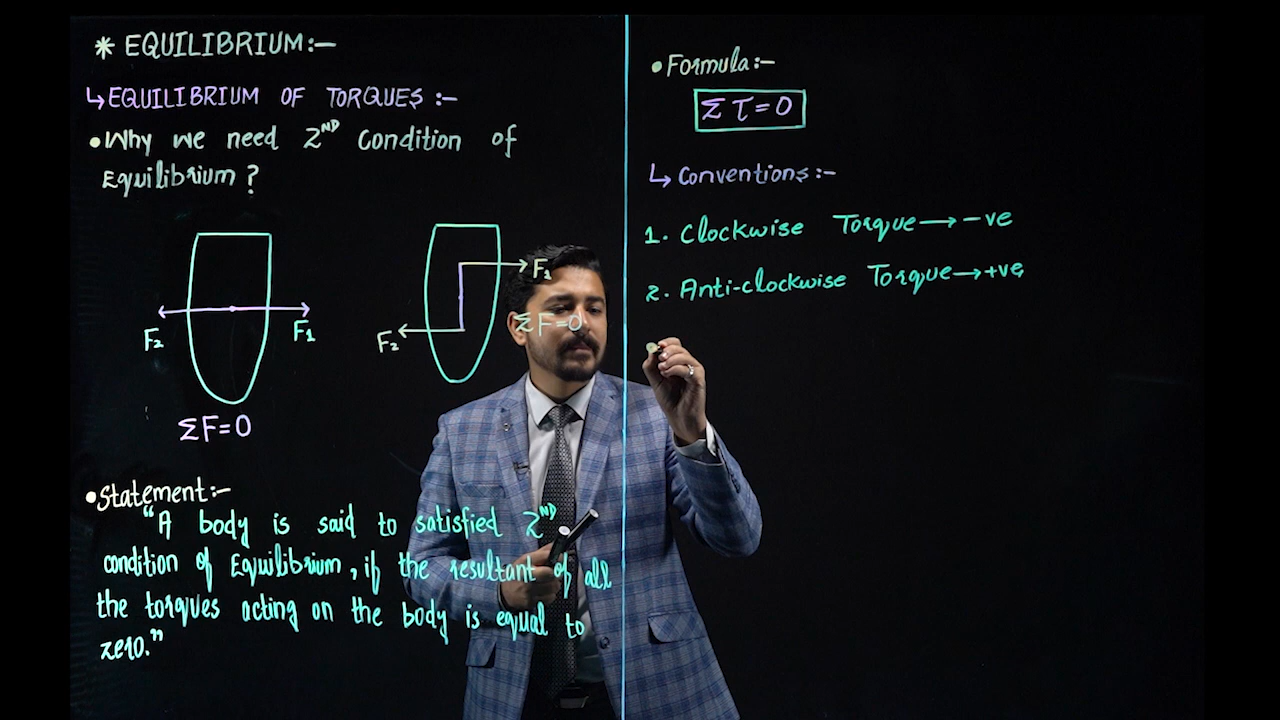 * EQUILIBRIUM:-
↳EQUILIBRIUM OF TORQUES:-
•Why we need 2ND Condition of
Equilibrium?
F2 F1
ΣF=0
F1
F2
ΣF=0
•Statement:-
"A body is said to satisfied 2ND
condition of Equilibrium, if the resultant of all
the torques acting on the body is equal to
zero."
•Formula:-
Στ=0
↳Conventions:-
1. Clockwise Torque→-ve
2. Anti-clockwise Torque→+ve